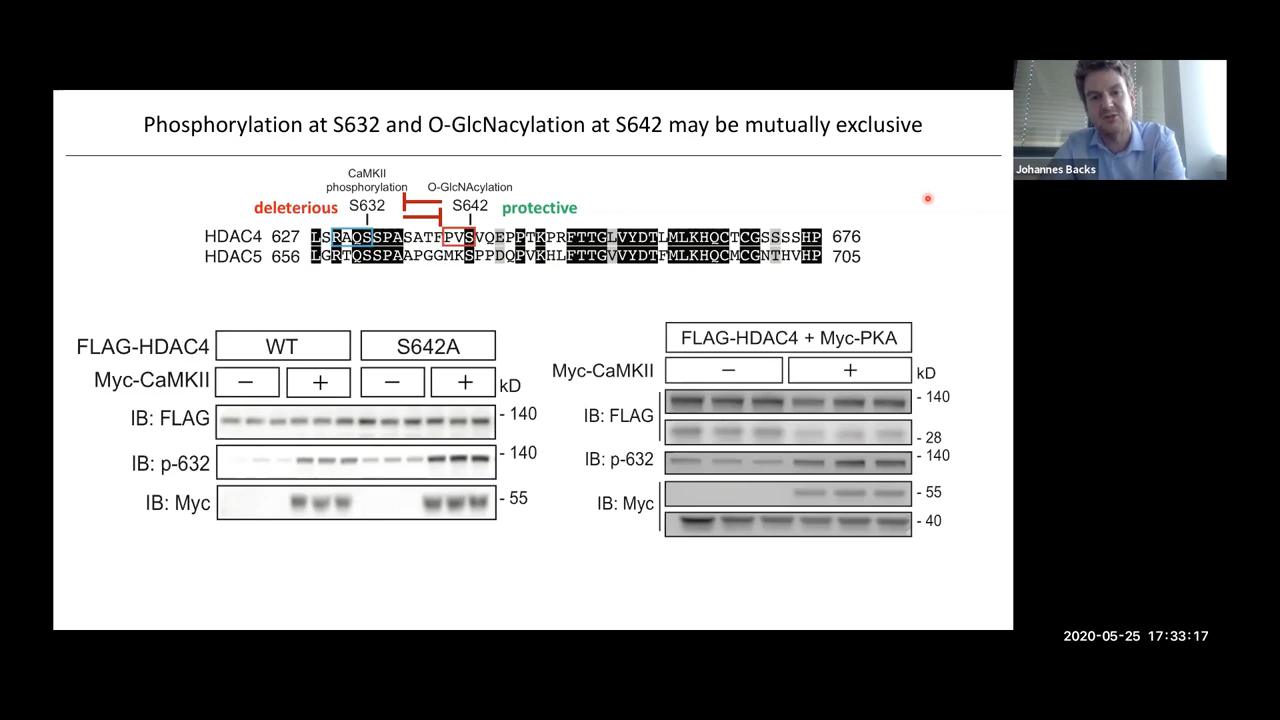 Phosphorylation at S632 and O-GlcNacylation at S642 may be mutually exclusive
Johannes Backs
CaMKII
phosphorylation
O-GlcNAcylation
deleterious S632 S642 protective
HDAC4 627 LSRAQSSPASATFPVSVQEPPTKPRFTTGLVYDTLMLKHQCTCGSSSSHP 676
HDAC5 656 LGRTQSSPAAPGGMKSPPDQPVKHLFTTGVVYDTFMLKHQCMCGNTHVHP 705
FLAG-HDAC4 WT S642A
Myc-CaMKII − + − + kD
IB: FLAG - 140
IB: p-632 - 140
IB: Myc - 55
FLAG-HDAC4 + Myc-PKA
Myc-CaMKII − + kD
IB: FLAG - 140
- 28
IB: p-632 - 140
IB: Myc - 55
- 40
2020-05-25 17:33:17